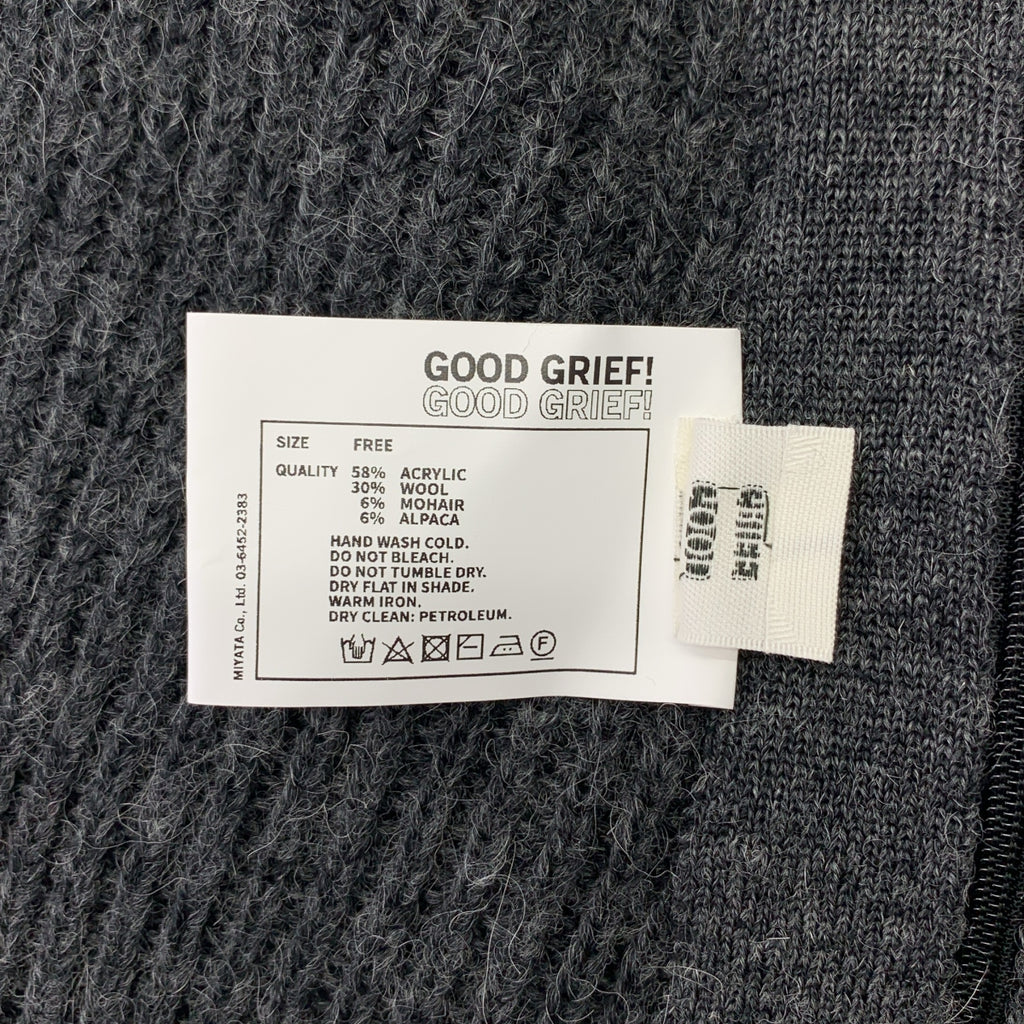 GOOD GRIEF!
GOOD GRIEF!
SIZE FREE
QUALITY 58% ACRYLIC
30% WOOL
6% MOHAIR
6% ALPACA
HAND WASH COLD.
DO NOT BLEACH.
DO NOT TUMBLE DRY.
DRY FLAT IN SHADE.
WARM IRON.
DRY CLEAN: PETROLEUM.
F
MIYATA Co., Ltd. 03-6452-2383